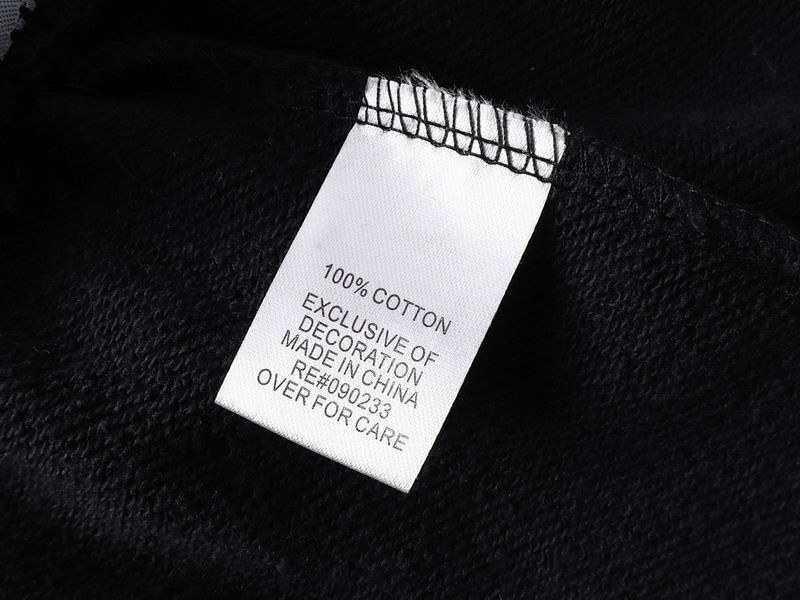 100% COTTON
EXCLUSIVE OF
DECORATION
MADE IN CHINA
RE#090233
OVER FOR CARE